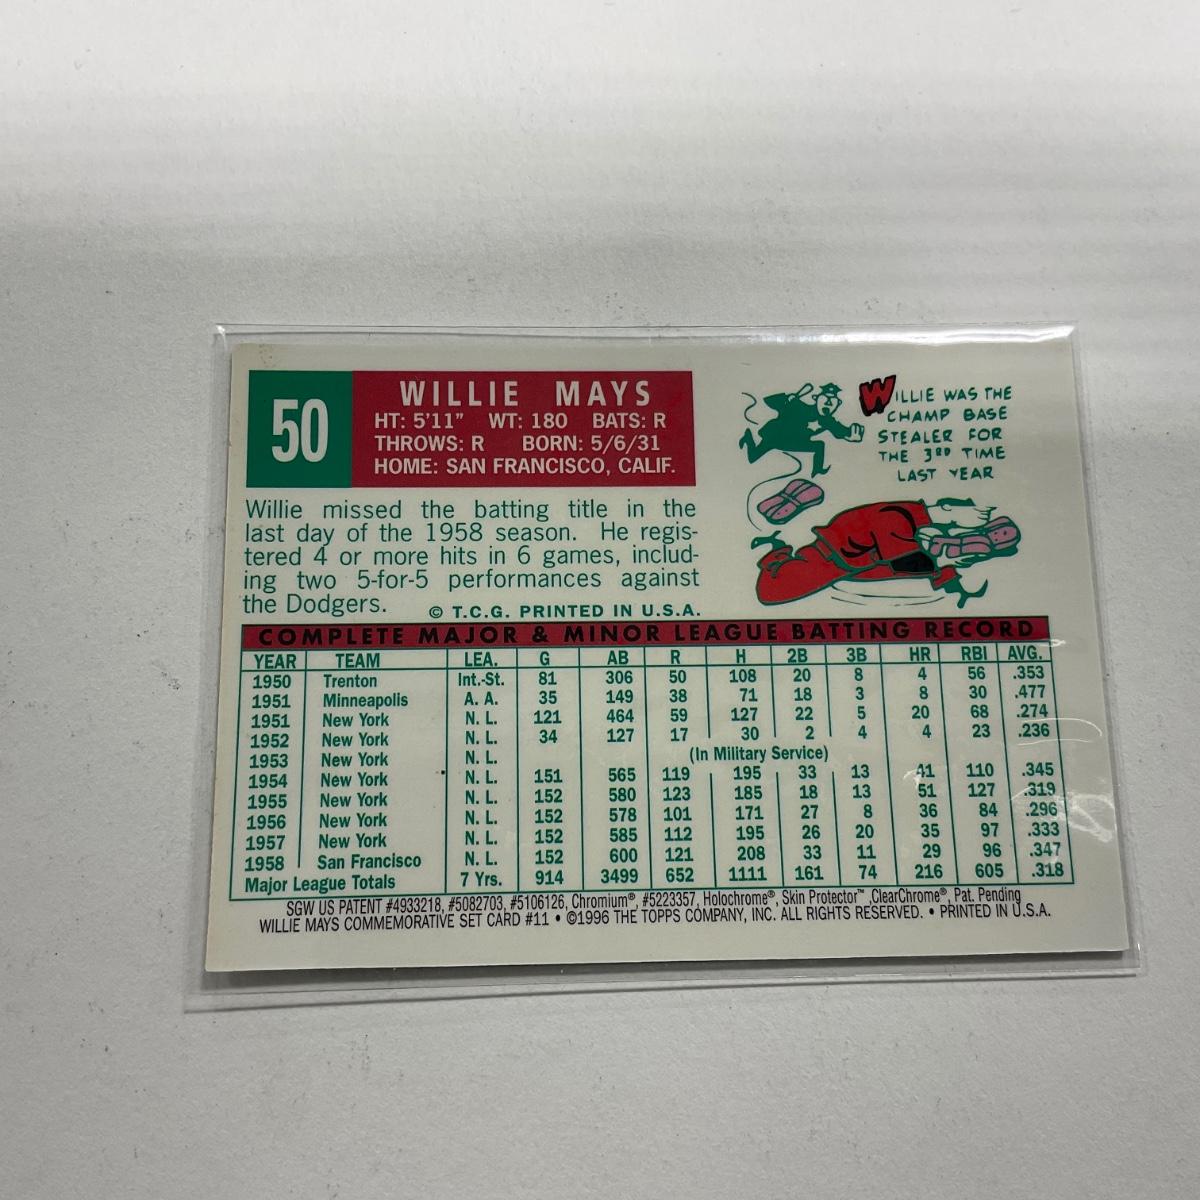 50
WILLIE MAYS
HT: 5'11" WT: 180 BATS: R
THROWS: R BORN: 5/6/31
HOME: SAN FRANCISCO, CALIF.
WILLIE WAS THE
CHAMP BASE
STEALER FOR
THE 3RD TIME
LAST YEAR
Willie missed the batting title in the
last day of the 1958 season. He regis-
tered 4 or more hits in 6 games, includ-
ing two 5-for-5 performances against
the Dodgers. © T.C.G. PRINTED IN U.S.A.
COMPLETE MAJOR & MINOR LEAGUE BATTING RECORD
YEAR TEAM LEA. G AB R H 2B 3B HR RBI AVG.
1950 Trenton Int.-St. 81 306 50 108 20 8 4 56 .353
1951 Minneapolis A. A. 35 149 38 71 18 3 8 30 .477
1951 New York N. L. 121 464 59 127 22 5 20 68 .274
1952 New York N. L. 34 127 17 30 2 4 4 23 .236
1953 New York N. L. (In Military Service)
1954 New York N. L. 151 565 119 195 33 13 41 110 .345
1955 New York N. L. 152 580 123 185 18 13 51 127 .319
1956 New York N. L. 152 578 101 171 27 8 36 84 .296
1957 New York N. L. 152 585 112 195 26 20 35 97 .333
1958 San Francisco N. L. 152 600 121 208 33 11 29 96 .347
Major League Totals 7 Yrs. 914 3499 652 1111 161 74 216 605 .318
SGW US PATENT #4933218, #5082703, #5106126, Chromium®, #5223357, Holochrome®, Skin Protector™ ,ClearChrome®, Pat. Pending
WILLIE MAYS COMMEMORATIVE SET CARD #11 • ©1996 THE TOPPS COMPANY, INC. ALL RIGHTS RESERVED. • PRINTED IN U.S.A.